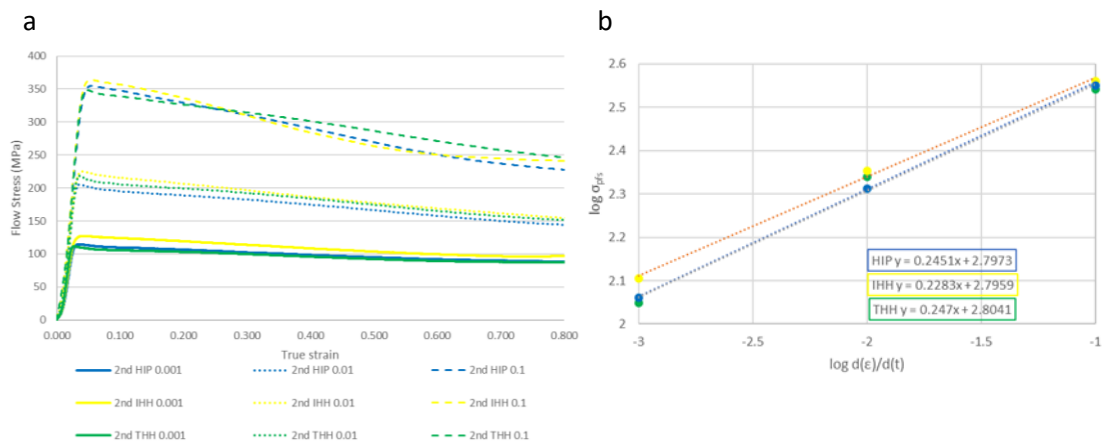 a
400
350
300
250
200
150
100
50
0
Flow Stress (MPa)
0.000 0.100 0.200 0.300 0.400 0.500 0.600 0.700 0.800
True strain
2nd HIP 0.001 2nd HIP 0.01 2nd HIP 0.1
2nd IHH 0.001 2nd IHH 0.01 2nd IHH 0.1
2nd THH 0.001 2nd THH 0.01 2nd THH 0.1
b
2.6
2.5
2.4
2.3
2.2
2.1
2
log σpfs
HIP y = 0.2451x + 2.7973
IHH y = 0.2283x + 2.7959
THH y = 0.247x + 2.8041
-3 -2.5 -2 -1.5 -1
log d(ε)/d(t)